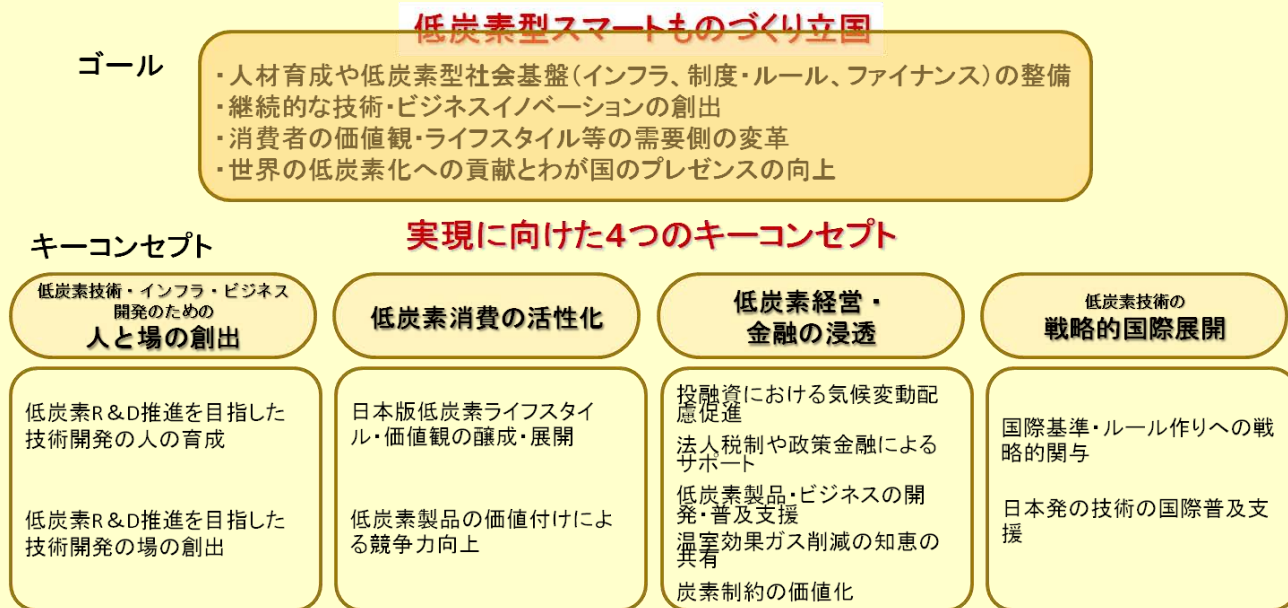 低炭素型スマートものづくり立国
ゴール
・人材育成や低炭素型社会基盤(インフラ、制度・ルール、ファイナンス)の整備
・継続的な技術・ビジネスイノベーションの創出
・消費者の価値観・ライフスタイル等の需要側の変革
・世界の低炭素化への貢献とわが国のプレゼンスの向上
実現に向けた4つのキーコンセプト
キーコンセプト
低炭素技術・インフラ・ビジネス
開発のための
人と場の創出
低炭素R&D推進を目指した
技術開発の人の育成
低炭素R&D推進を目指した
技術開発の場の創出
低炭素消費の活性化
日本版低炭素ライフスタイ
ル・価値観の醸成・展開
低炭素製品の価値付けによ
る競争力向上
低炭素経営・
金融の浸透
投融資における気候変動配
慮促進
法人税制や政策金融による
サポート
低炭素製品・ビジネスの開
発・普及支援
温室効果ガス削減の知恵の
共有
炭素制約の価値化
低炭素技術の
戦略的国際展開
国際基準・ルール作りへの戦
略的関与
日本発の技術の国際普及支
援